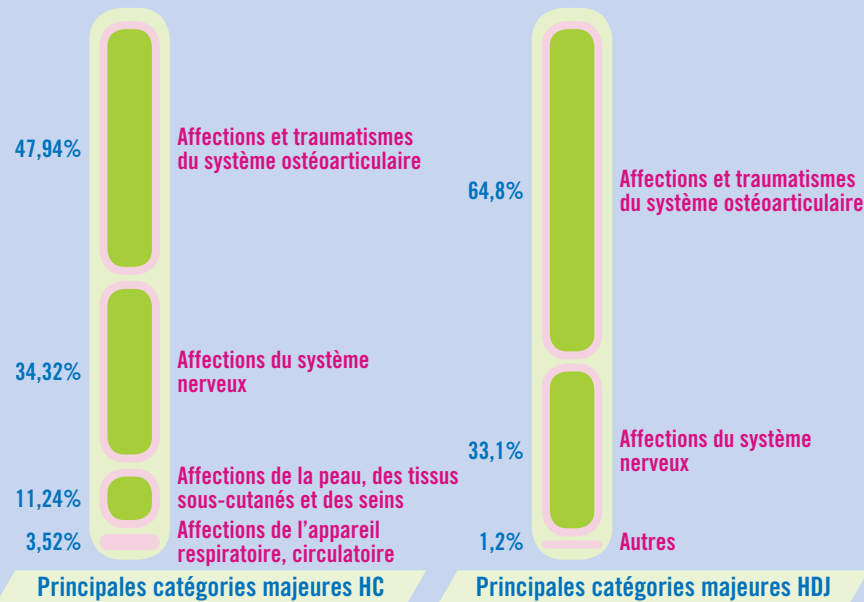 47,94%
Affections et traumatismes
du système ostéoarticulaire
34,32%
Affections du système
nerveux
11,24%
Affections de la peau, des tissus
sous-cutanés et des seins
3,52%
Affections de l'appareil
respiratoire, circulatoire
Principales catégories majeures HC
64,8%
Affections et traumatismes
du système ostéoarticulaire
33,1%
Affections du système
nerveux
1,2%
Autres
Principales catégories majeures HDJ